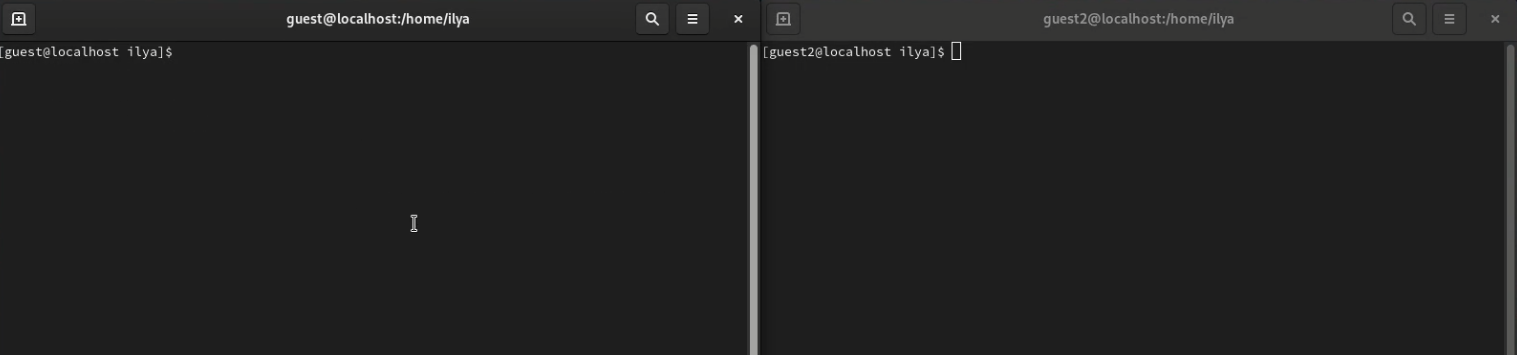 guest@localhost:/home/ilya
[guest@localhost ilya]$
guest2@localhost:/home/ilya
[guest2@localhost ilya]$